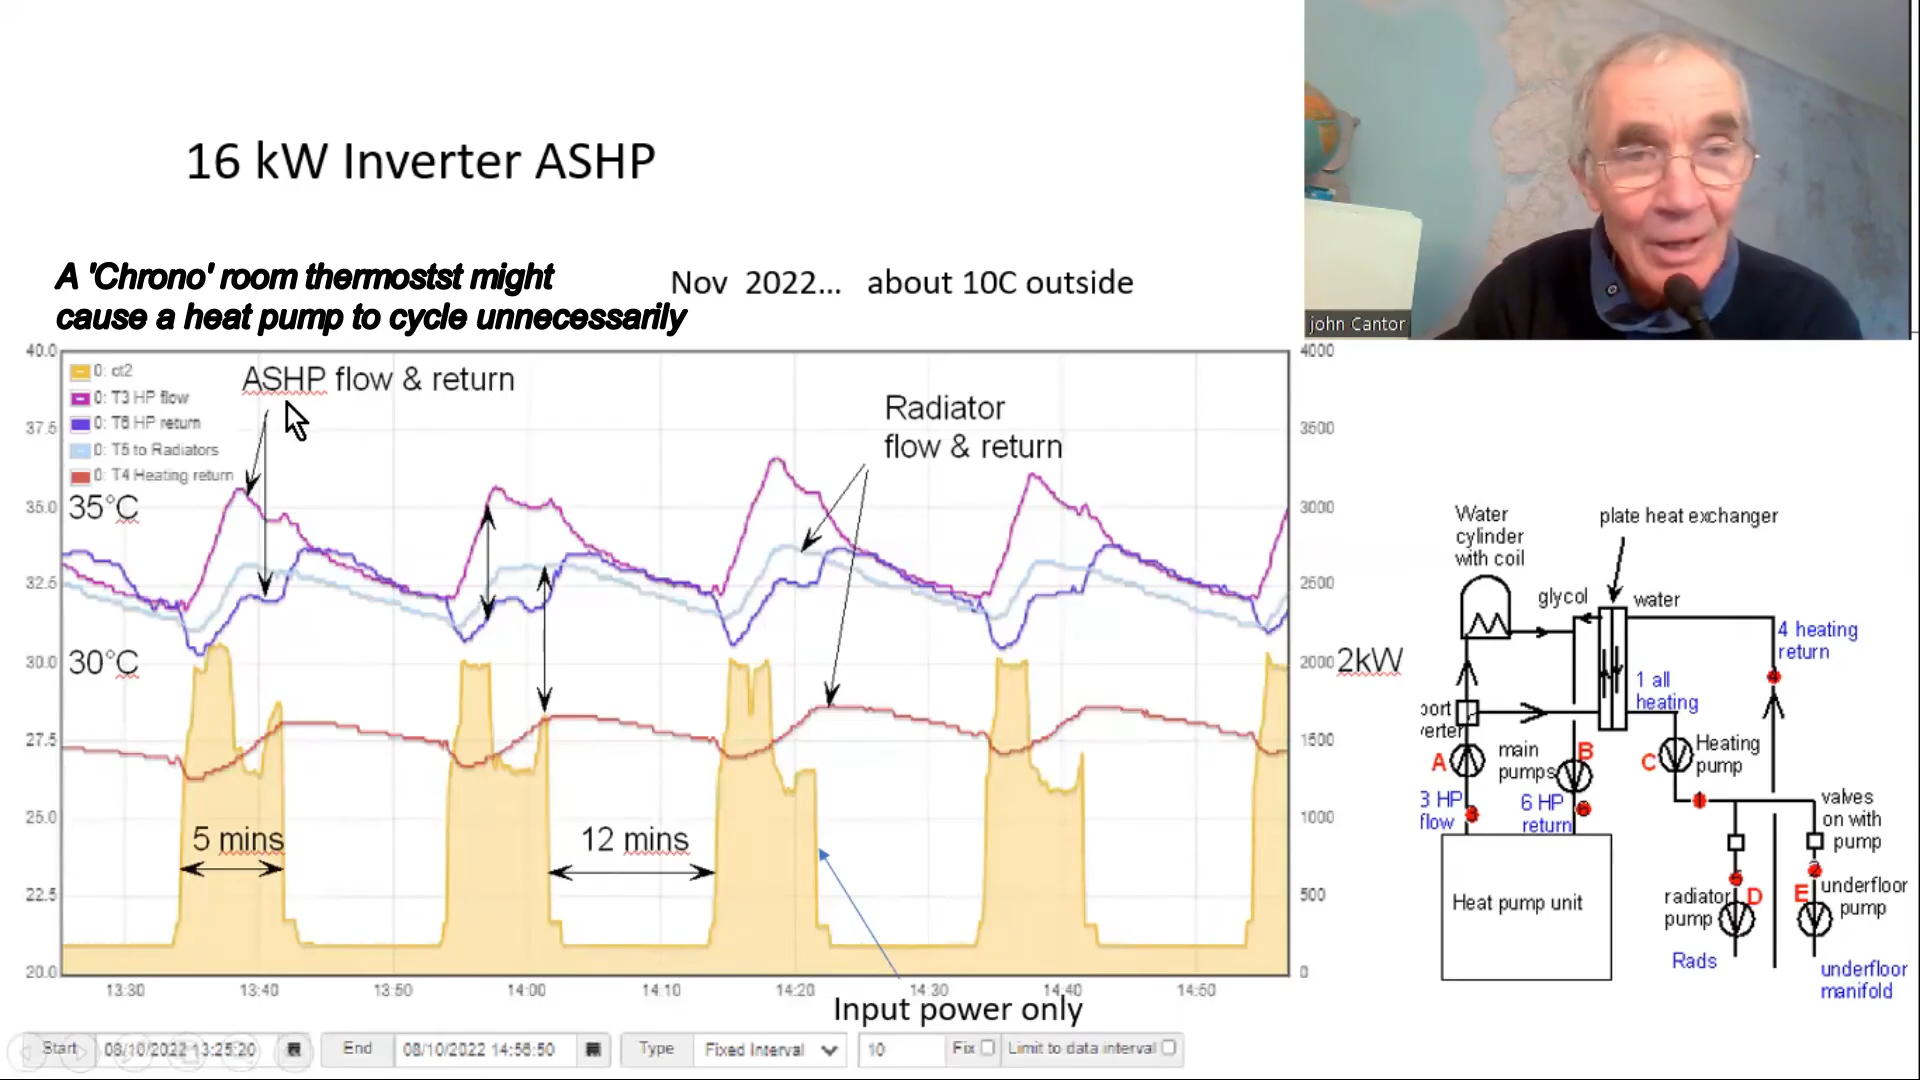 16 kW Inverter ASHP
A 'Chrono' room thermostst might
cause a heat pump to cycle unnecessarily
Nov 2022... about 10C outside
john Cantor
40.0
37.5
35.0
32.5
30.0
27.5
25.0
22.5
20.0
0: ct2
0: T3 HP flow
0: T6 HP return
0: T5 to Radiators
0: T4 Heating return
ASHP flow & return
Radiator
flow & return
35°C
30°C
5 mins
12 mins
4000
3500
3000
2500
2000
1500
1000
500
0
2kW
13:30
13:40
13:50
14:00
14:10
14:20
14:30
14:40
14:50
Input power only
Start
08/10/2022 13:25:20
End
08/10/2022 14:56:50
Type
Fixed Interval
10
Fix
Limit to data interval
Water
cylinder
with coil
plate heat exchanger
glycol
water
4 heating
return
1 all
heating
port
verter
A
main
pumps
B
C
Heating
pump
3 HP
flow
6 HP
return
valves
on with
pump
Heat pump unit
radiator
pump
D
E
underfloor
pump
Rads
underfloor
manifold